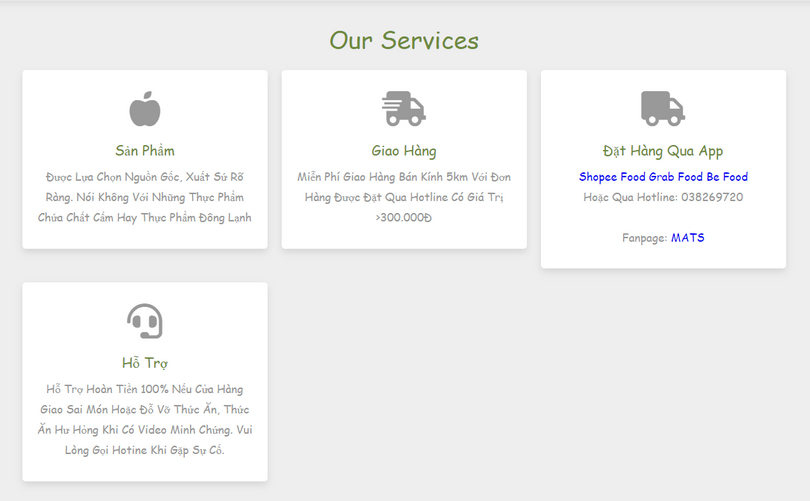 Our Services
Sản Phẩm
Được Lựa Chọn Nguồn Gốc, Xuất Sứ Rõ
Ràng. Nói Không Với Những Thực Phẩm
Chứa Chất Cấm Hay Thực Phẩm Đông Lạnh
Giao Hàng
Miễn Phí Giao Hàng Bán Kính 5km Với Đơn
Hàng Được Đặt Qua Hotline Có Giá Trị
>300.000Đ
Đặt Hàng Qua App
Shopee Food Grab Food Be Food
Hoặc Qua Hotline: 038269720
Fanpage: MATS
Hỗ Trợ
Hỗ Trợ Hoàn Tiền 100% Nếu Cửa Hàng
Giao Sai Món Hoặc Đỗ Vỡ Thức Ăn, Thức
Ăn Hư Hỏng Khi Có Video Minh Chứng. Vui
Lòng Gọi Hotine Khi Gặp Sự Cố.